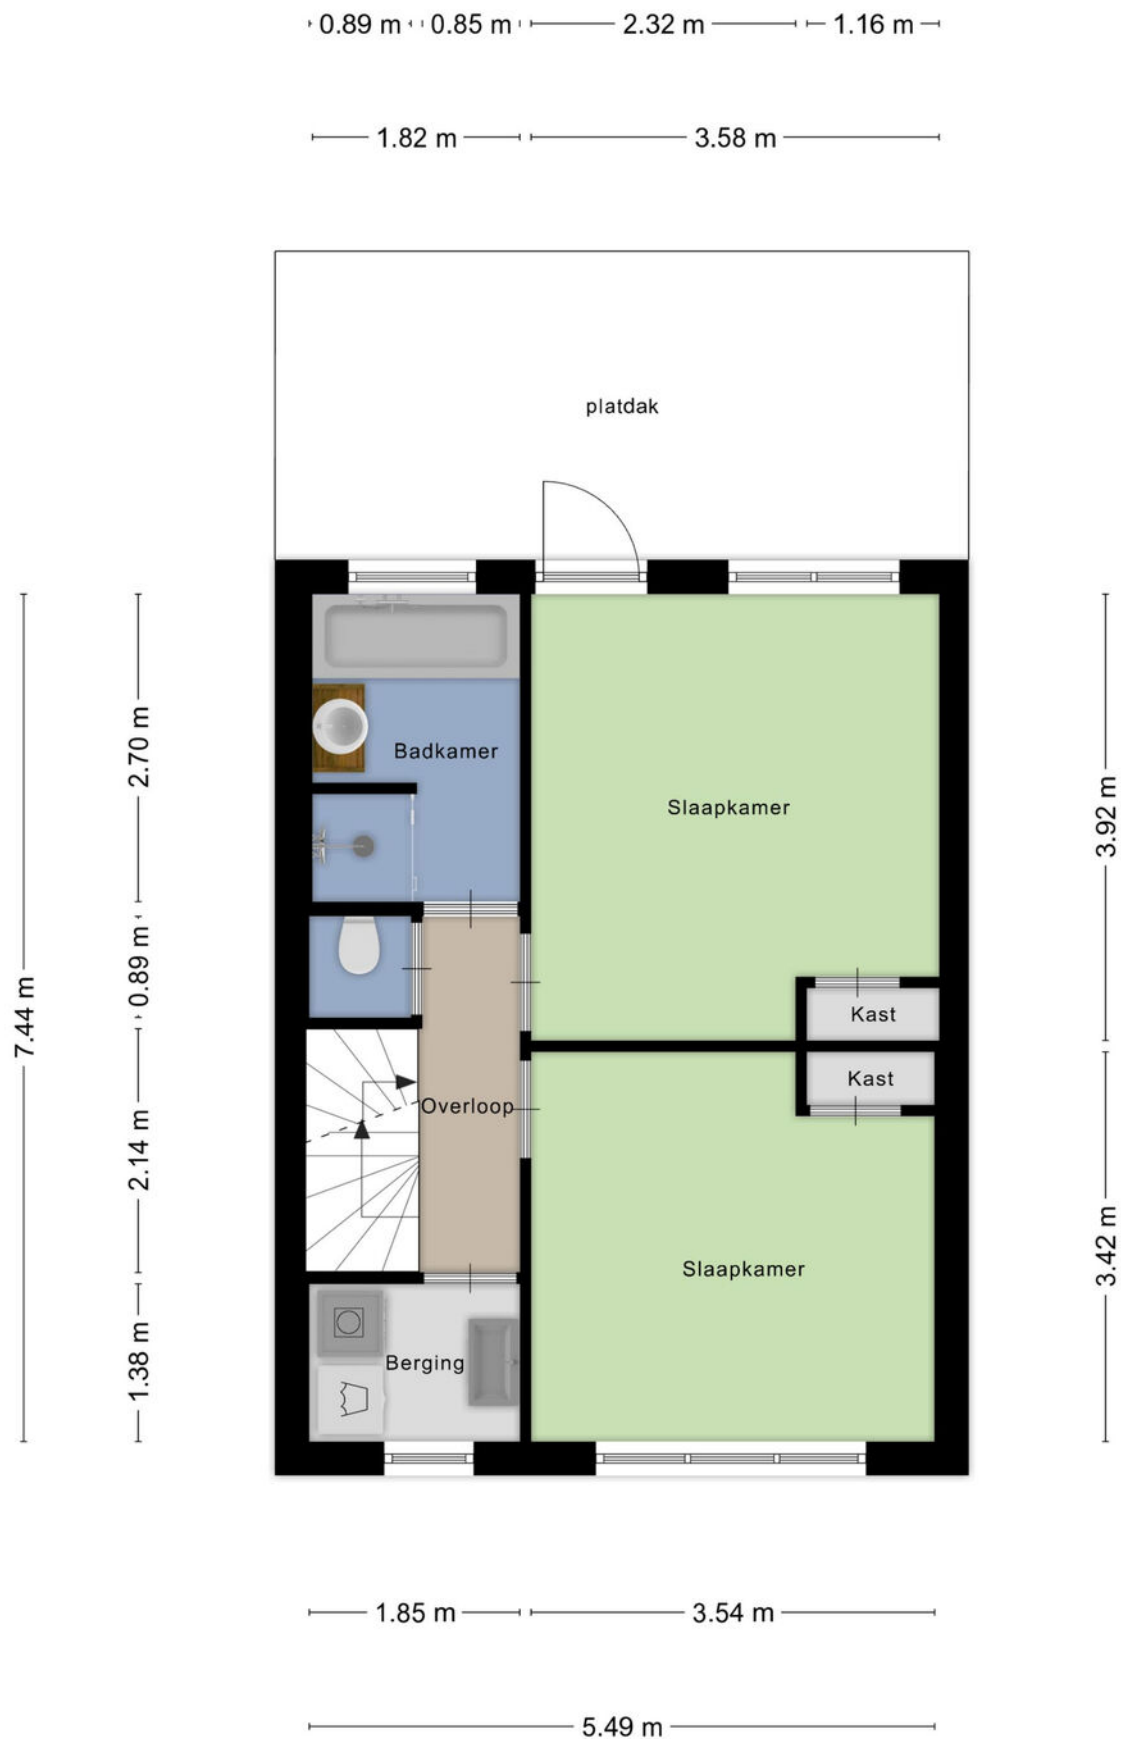 0.89 m 0.85 m 2.32 m 1.16 m
1.82 m 3.58 m
platdak
Badkamer
Slaapkamer
Kast
Kast
Overloop
Slaapkamer
Berging
7.44 m
2.70 m
0.89 m
2.14 m
1.38 m
3.92 m
3.42 m
1.85 m 3.54 m
5.49 m